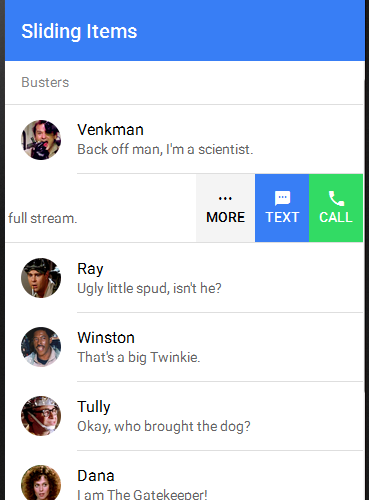 Sliding Items
Busters
Venkman
Back off man, I'm a scientist.
full stream.
MORE
TEXT
CALL
Ray
Ugly little spud, isn't he?
Winston
That's a big Twinkie.
Tully
Okay, who brought the dog?
Dana
I am The Gatekeeper!